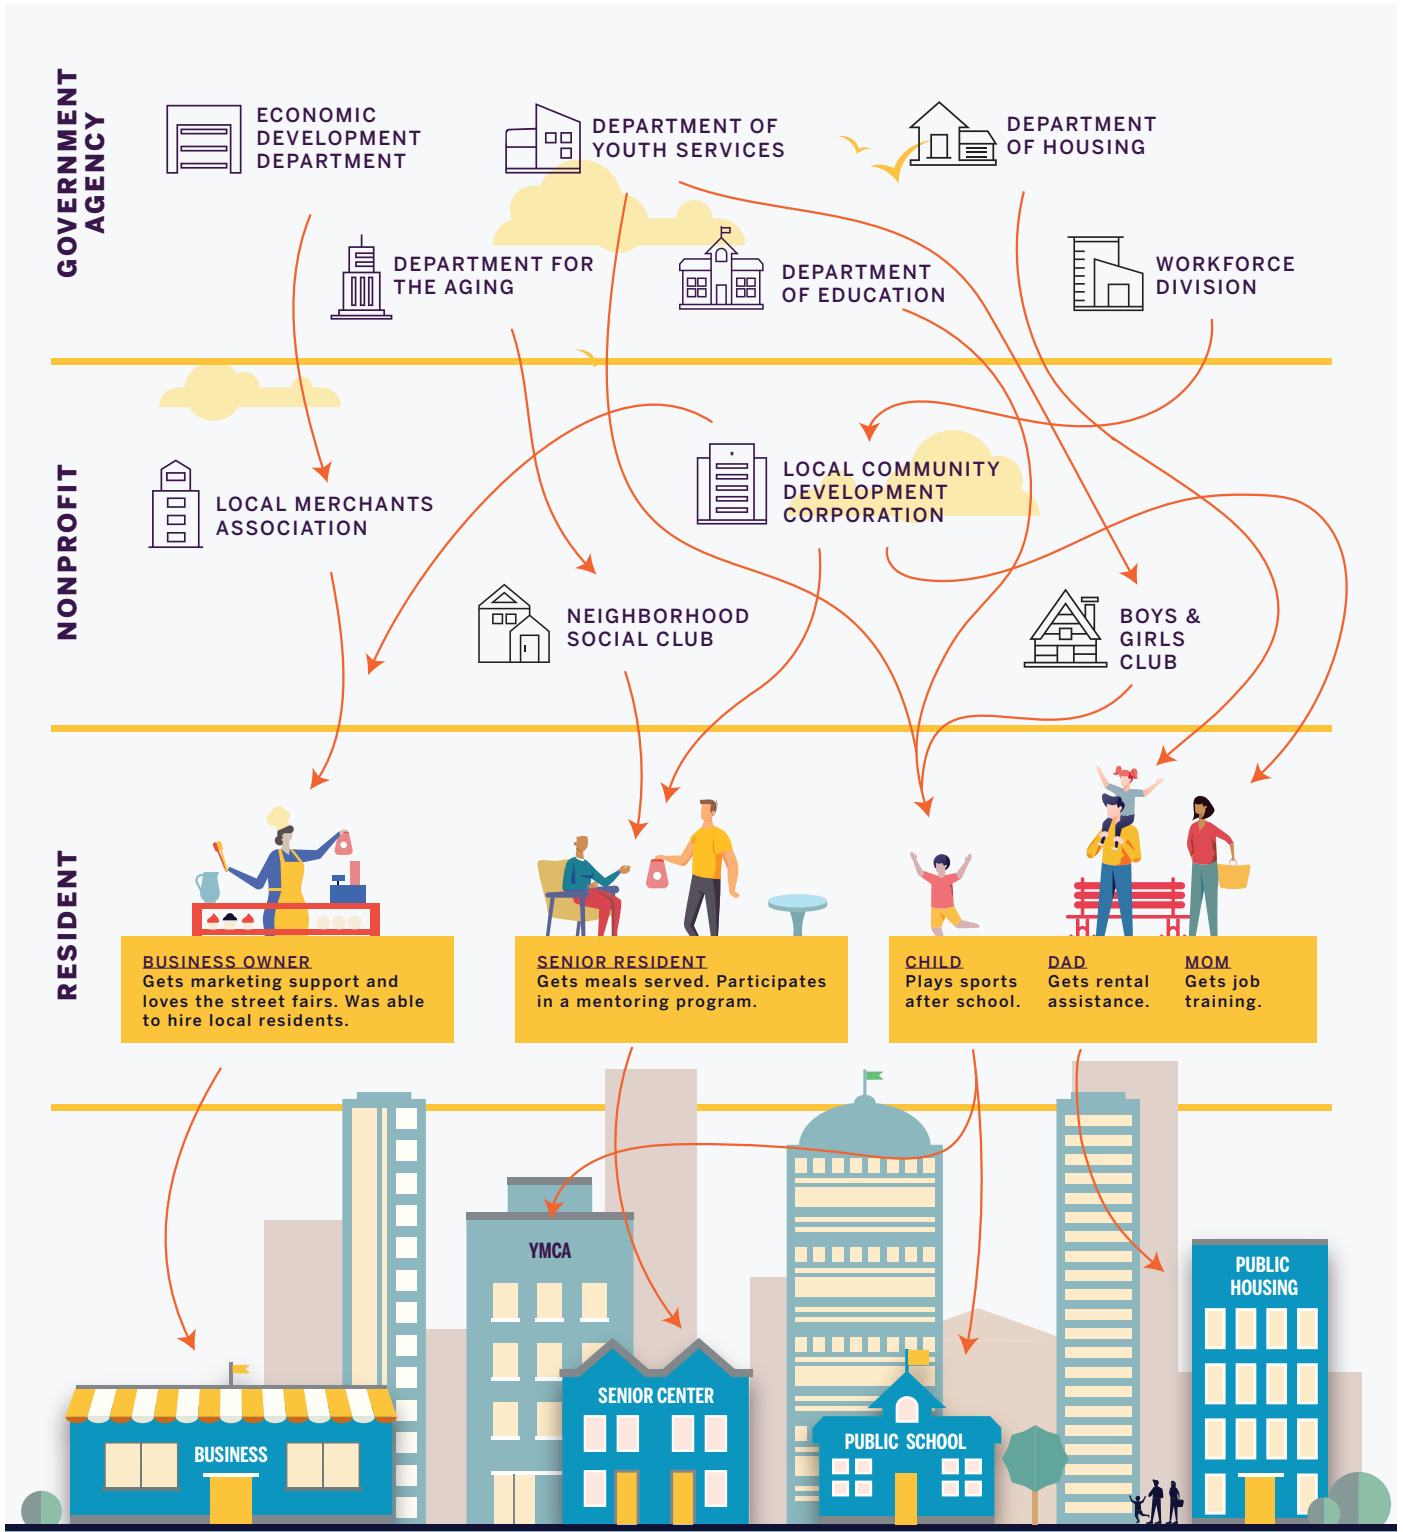 GOVERNMENT
AGENCY
ECONOMIC
DEVELOPMENT
DEPARTMENT
DEPARTMENT OF
YOUTH SERVICES
DEPARTMENT
OF HOUSING
DEPARTMENT FOR
THE AGING
DEPARTMENT
OF EDUCATION
WORKFORCE
DIVISION
NONPROFIT
LOCAL MERCHANTS
ASSOCIATION
LOCAL COMMUNITY
DEVELOPMENT
CORPORATION
NEIGHBORHOOD
SOCIAL CLUB
BOYS &
GIRLS
CLUB
RESIDENT
BUSINESS OWNER
Gets marketing support and
loves the street fairs. Was able
to hire local residents.
SENIOR RESIDENT
Gets meals served. Participates
in a mentoring program.
CHILD
Plays sports
after school.
DAD
Gets rental
assistance.
MOM
Gets job
training.
YMCA
PUBLIC
HOUSING
SENIOR CENTER
PUBLIC SCHOOL
BUSINESS